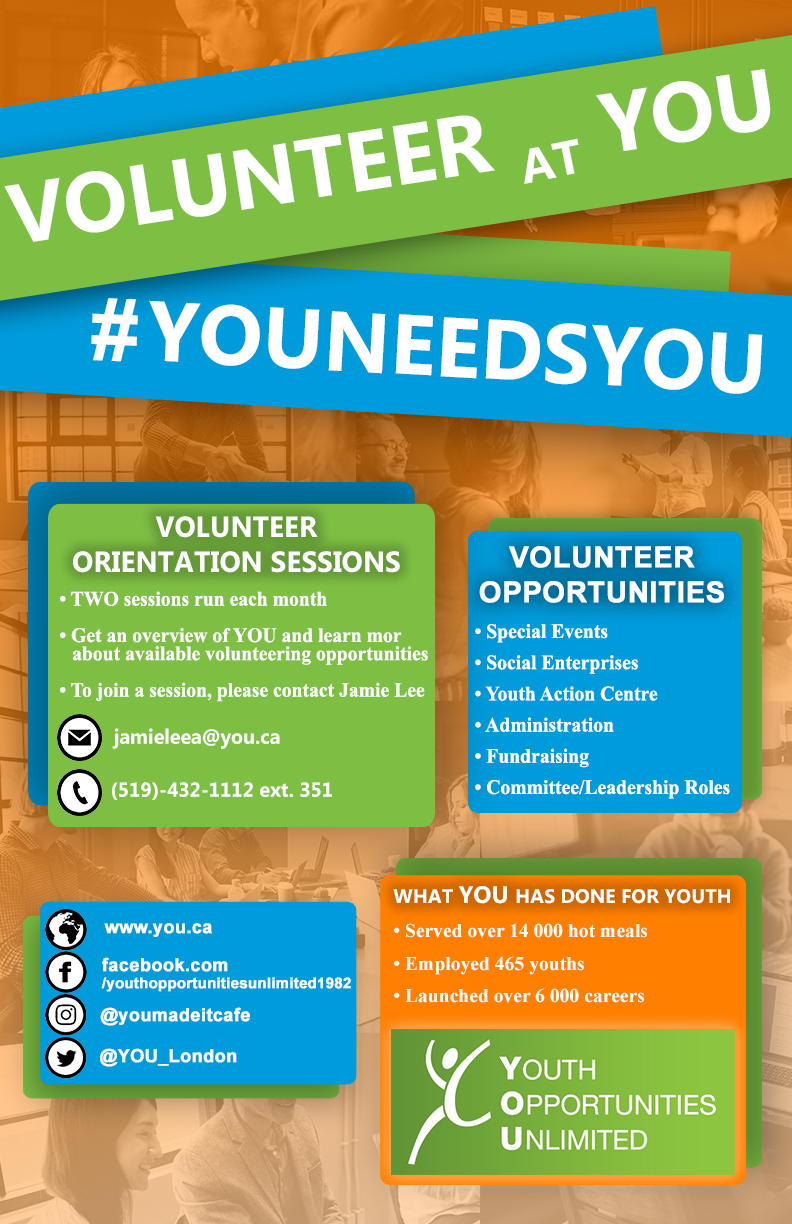 VOLUNTEER AT YOU
#YOUNEEDSYOU
VOLUNTEER
ORIENTATION SESSIONS
• TWO sessions run each month
• Get an overview of YOU and learn mor
about available volunteering opportunities
• To join a session, please contact Jamie Lee
jamieleea@you.ca
(519)-432-1112 ext. 351
VOLUNTEER
OPPORTUNITIES
• Special Events
• Social Enterprises
• Youth Action Centre
• Administration
• Fundraising
• Committee/Leadership Roles
www.you.ca
facebook.com
/youthopportunitiesunlimited1982
@youmadeitcafe
@YOU_London
WHAT YOU HAS DONE FOR YOUTH
• Served over 14 000 hot meals
• Employed 465 youths
• Launched over 6 000 careers
YOUTH
OPPORTUNITIES
UNLIMITED